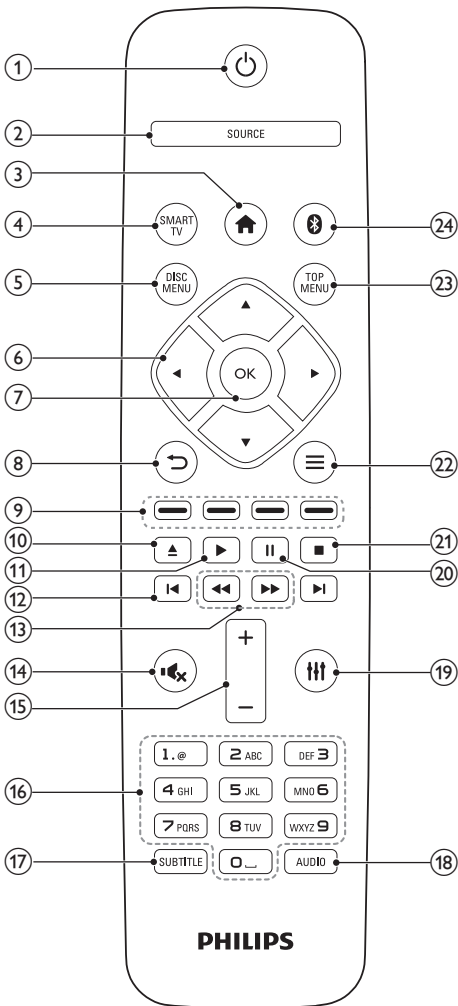 1
2 SOURCE
3
4 SMART TV 24
5 DISC MENU TOP MENU 23
6
7 OK
8 22
9
10 21
11 20
12
13
14 + 19
15 −
16 1.@ 2 ABC DEF 3
4 GHI 5 JKL MNO 6
7 PQRS 8 TUV WXYZ 9
17 SUBTITLE 0 AUDIO 18
PHILIPS